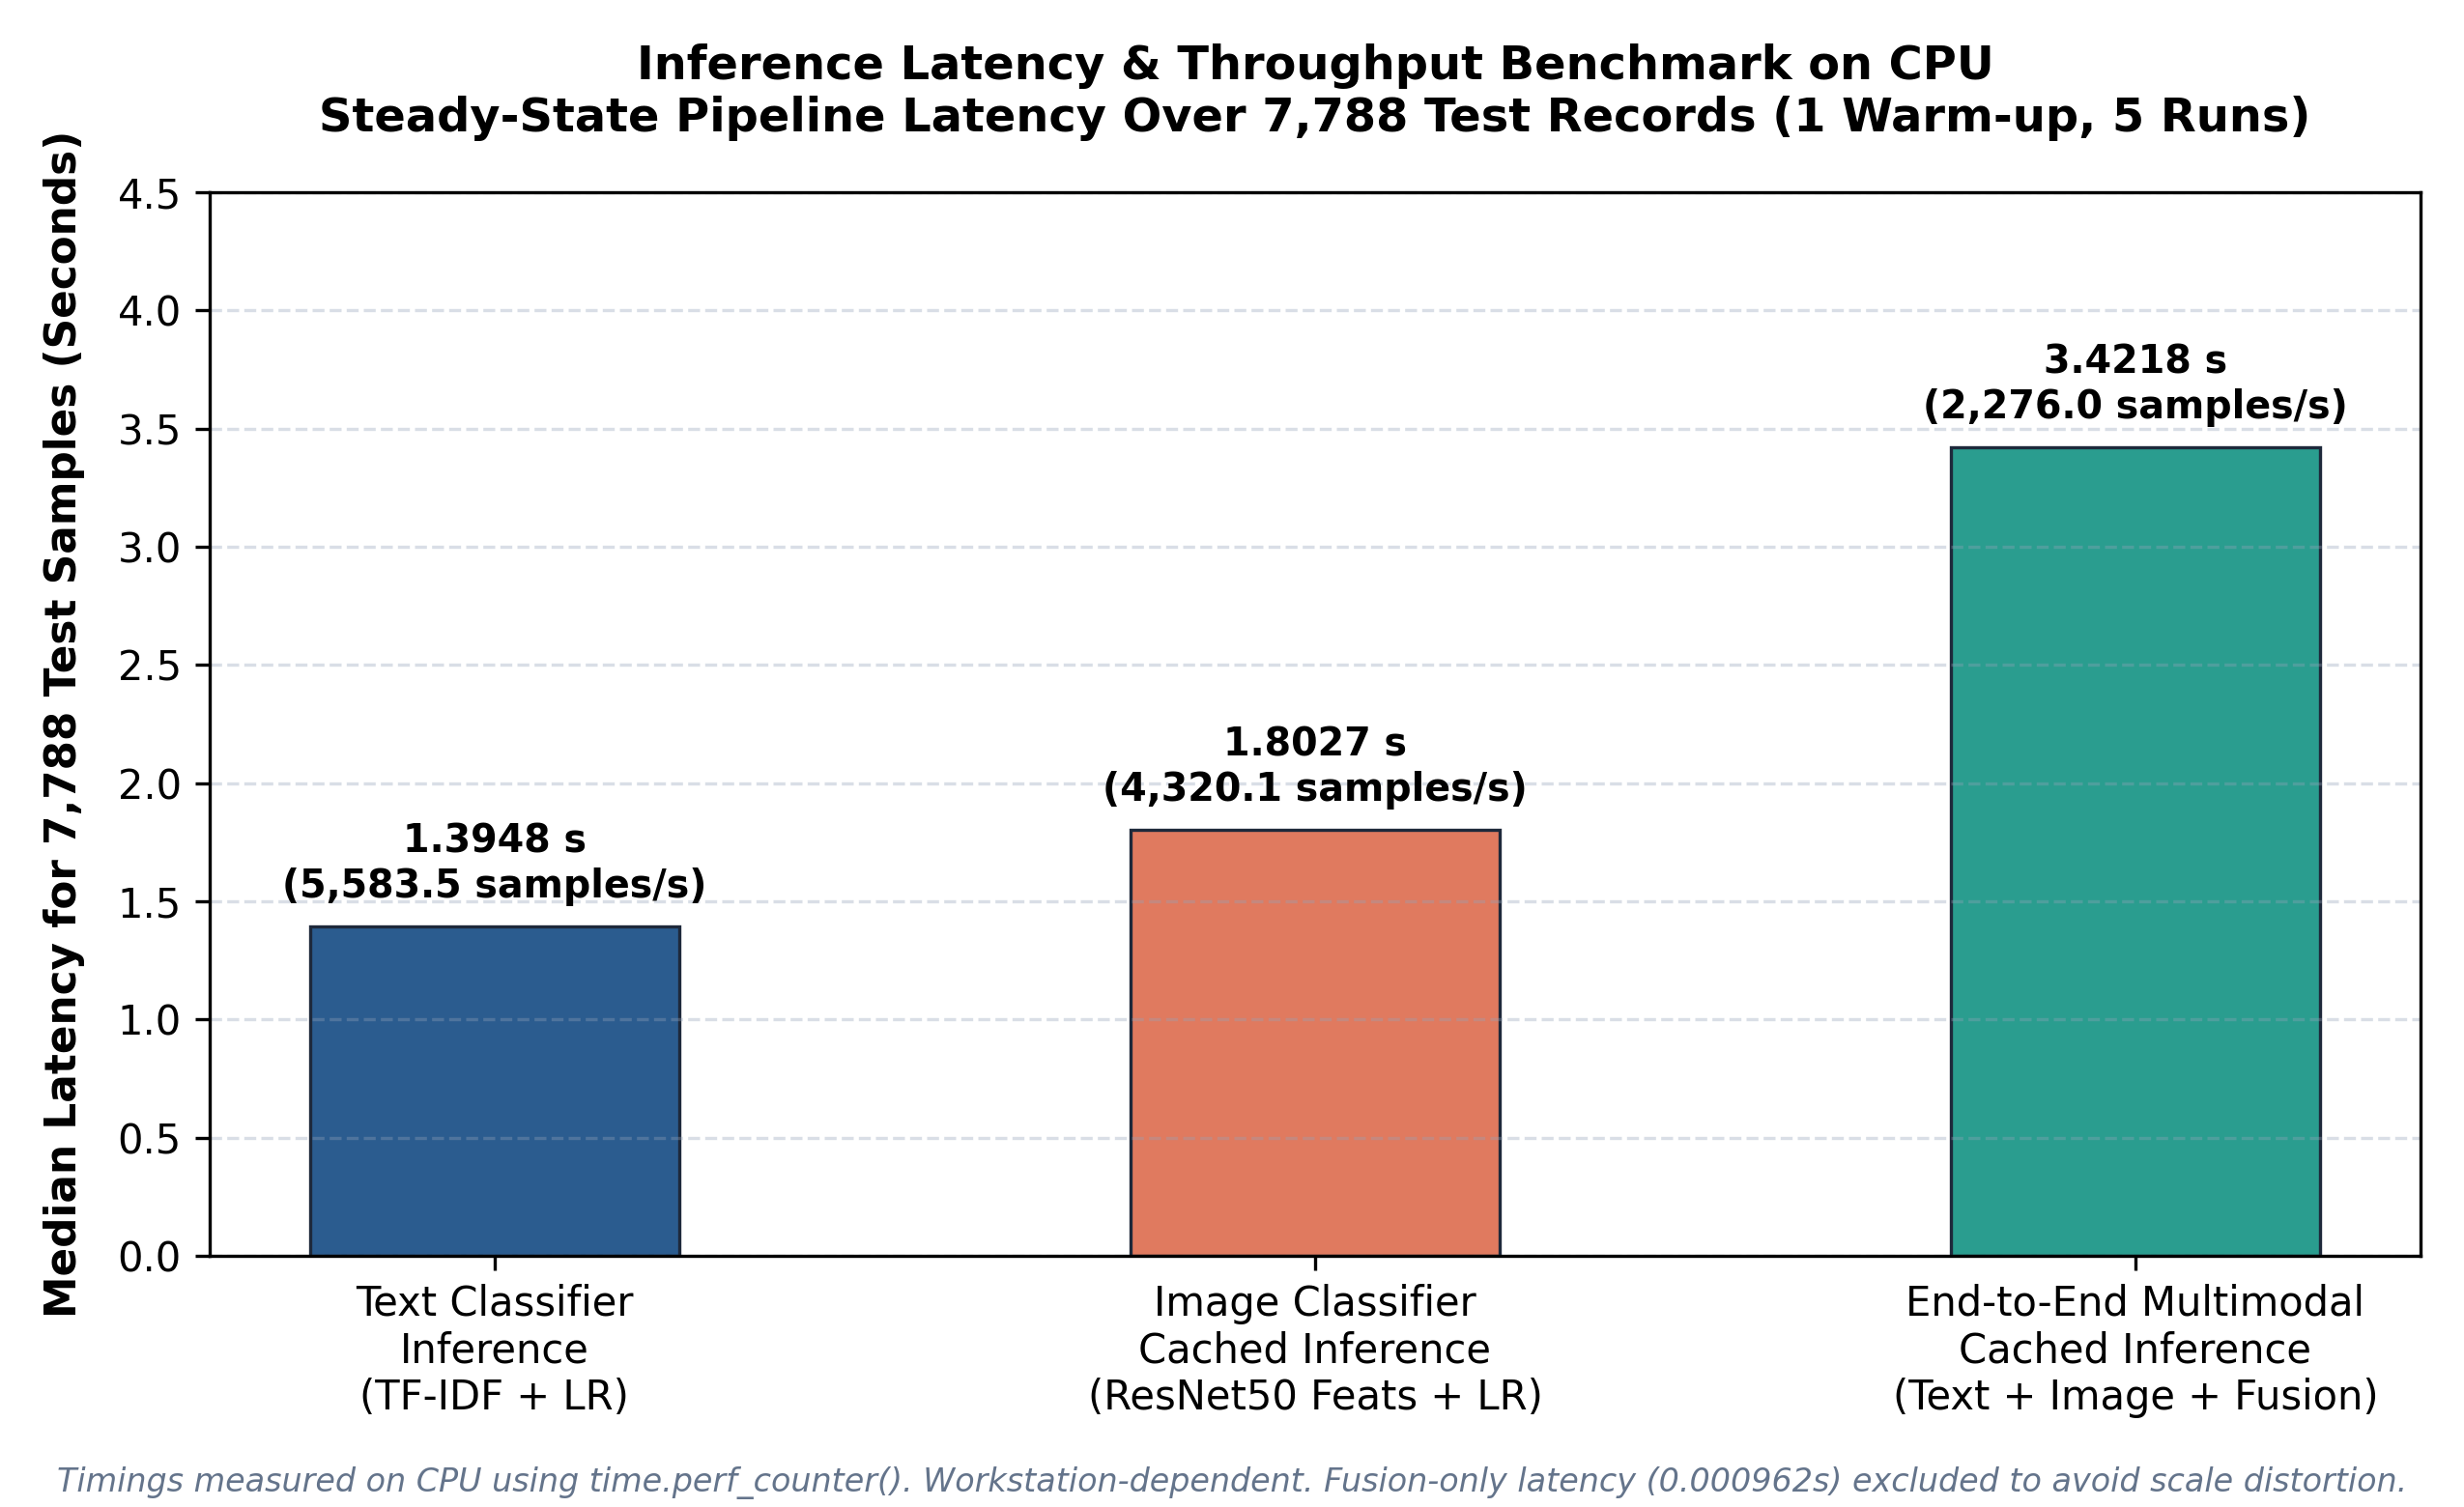 Inference Latency & Throughput Benchmark on CPU
Steady-State Pipeline Latency Over 7,788 Test Records (1 Warm-up, 5 Runs)
Median Latency for 7,788 Test Samples (Seconds)
4.5
4.0
3.5
3.0
2.5
2.0
1.5
1.0
0.5
0.0
1.3948 s
(5,583.5 samples/s)
1.8027 s
(4,320.1 samples/s)
3.4218 s
(2,276.0 samples/s)
Text Classifier
Inference
(TF-IDF + LR)
Image Classifier
Cached Inference
(ResNet50 Feats + LR)
End-to-End Multimodal
Cached Inference
(Text + Image + Fusion)
Timings measured on CPU using time.perf_counter(). Workstation-dependent. Fusion-only latency (0.000962s) excluded to avoid scale distortion.